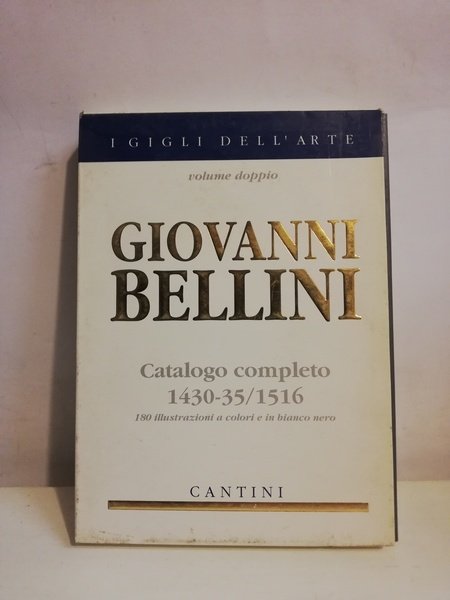 I GIGLI DELL'ARTE
volume doppio
GIOVANNI
BELLINI
Catalogo completo
1430-35/1516
180 illustrazioni a colori e in bianco nero
CANTINI